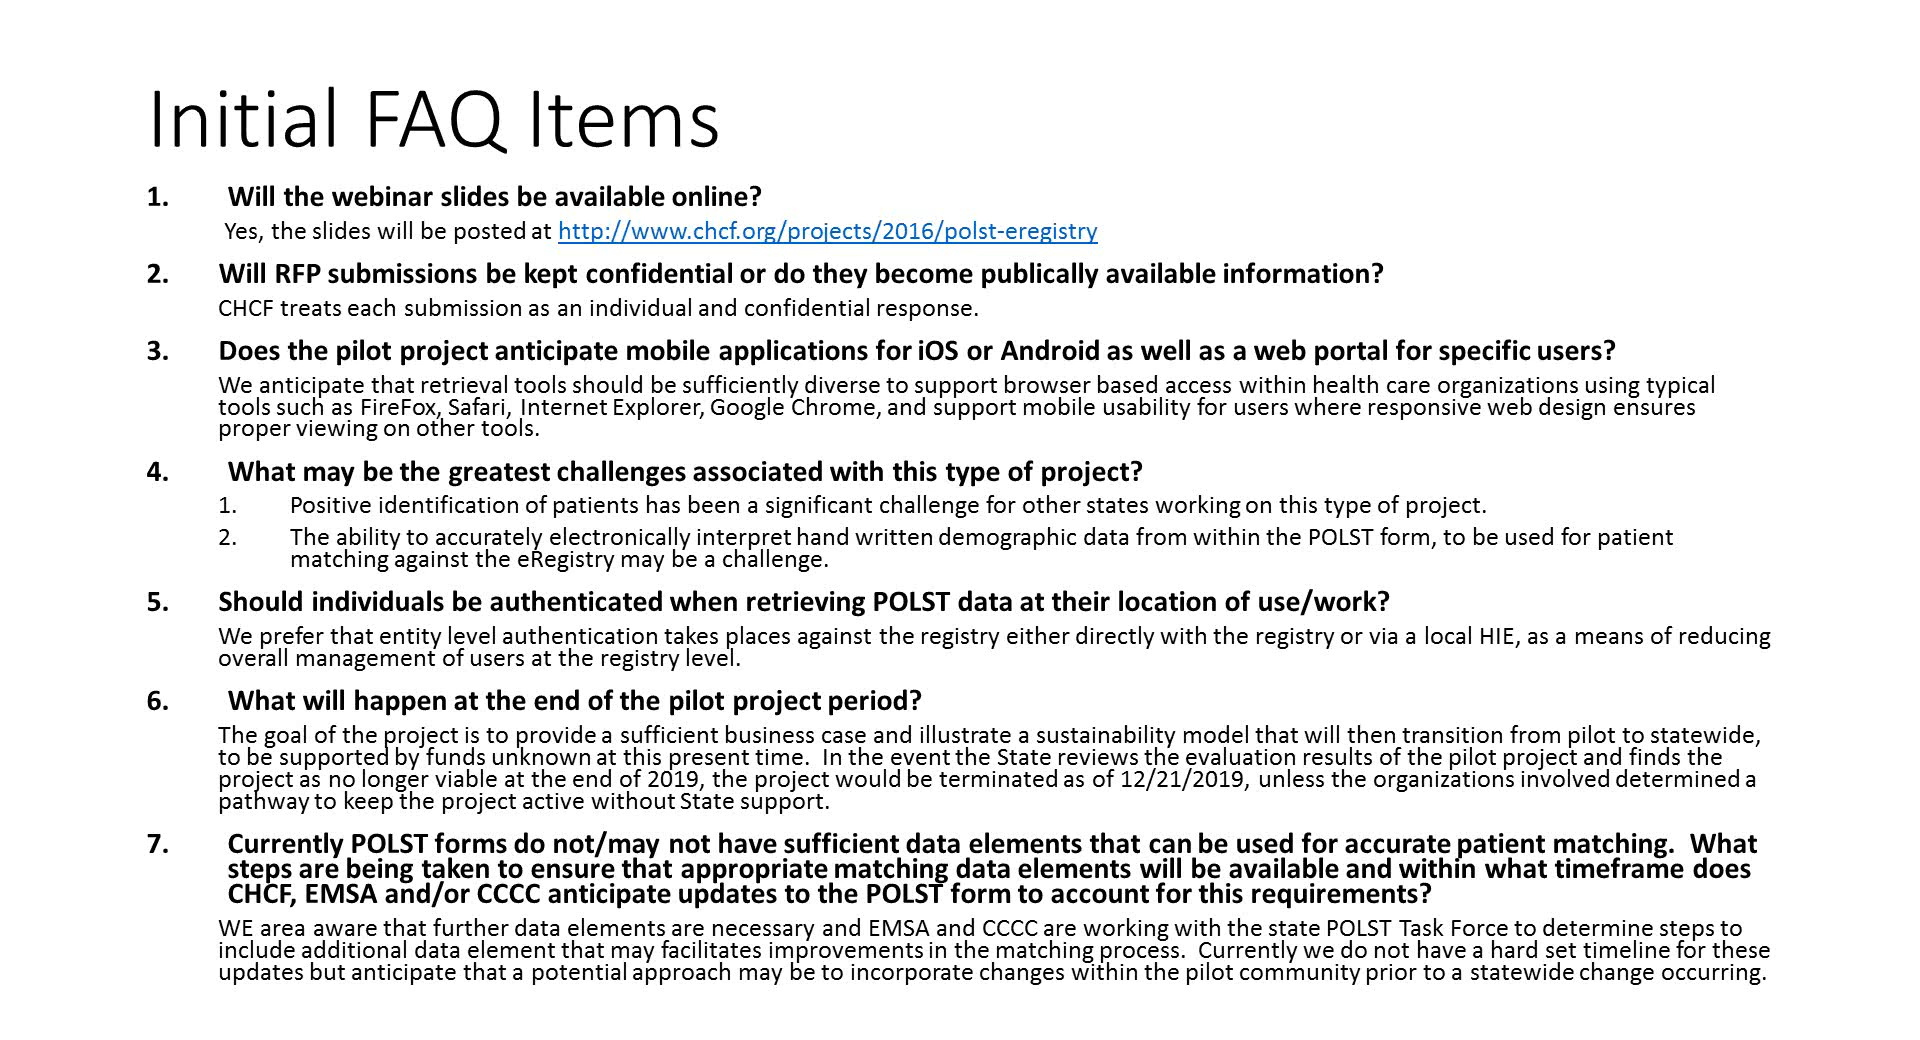 Initial FAQ Items
1. Will the webinar slides be available online?
Yes, the slides will be posted at http://www.chcf.org/projects/2016/polst-eregistry
2. Will RFP submissions be kept confidential or do they become publically available information?
CHCF treats each submission as an individual and confidential response.
3. Does the pilot project anticipate mobile applications for iOS or Android as well as a web portal for specific users?
We anticipate that retrieval tools should be sufficiently diverse to support browser based access within health care organizations using typical
tools such as FireFox, Safari, Internet Explorer, Google Chrome, and support mobile usability for users where responsive web design ensures
proper viewing on other tools.
4. What may be the greatest challenges associated with this type of project?
1. Positive identification of patients has been a significant challenge for other states working on this type of project.
2. The ability to accurately electronically interpret hand written demographic data from within the POLST form, to be used for patient
matching against the eRegistry may be a challenge.
5. Should individuals be authenticated when retrieving POLST data at their location of use/work?
We prefer that entity level authentication takes places against the registry either directly with the registry or via a local HIE, as a means of reducing
overall management of users at the registry level.
6. What will happen at the end of the pilot project period?
The goal of the project is to provide a sufficient business case and illustrate a sustainability model that will then transition from pilot to statewide,
to be supported by funds unknown at this present time. In the event the State reviews the evaluation results of the pilot project and finds the
project as no longer viable at the end of 2019, the project would be terminated as of 12/21/2019, unless the organizations involved determined a
pathway to keep the project active without State support.
7. Currently POLST forms do not/may not have sufficient data elements that can be used for accurate patient matching. What
steps are being taken to ensure that appropriate matching data elements will be available and within what timeframe does
CHCF, EMSA and/or CCCC anticipate updates to the POLST form to account for this requirements?
WE area aware that further data elements are necessary and EMSA and CCCC are working with the state POLST Task Force to determine steps to
include additional data element that may facilitates improvements in the matching process. Currently we do not have a hard set timeline for these
updates but anticipate that a potential approach may be to incorporate changes within the pilot community prior to a statewide change occurring.